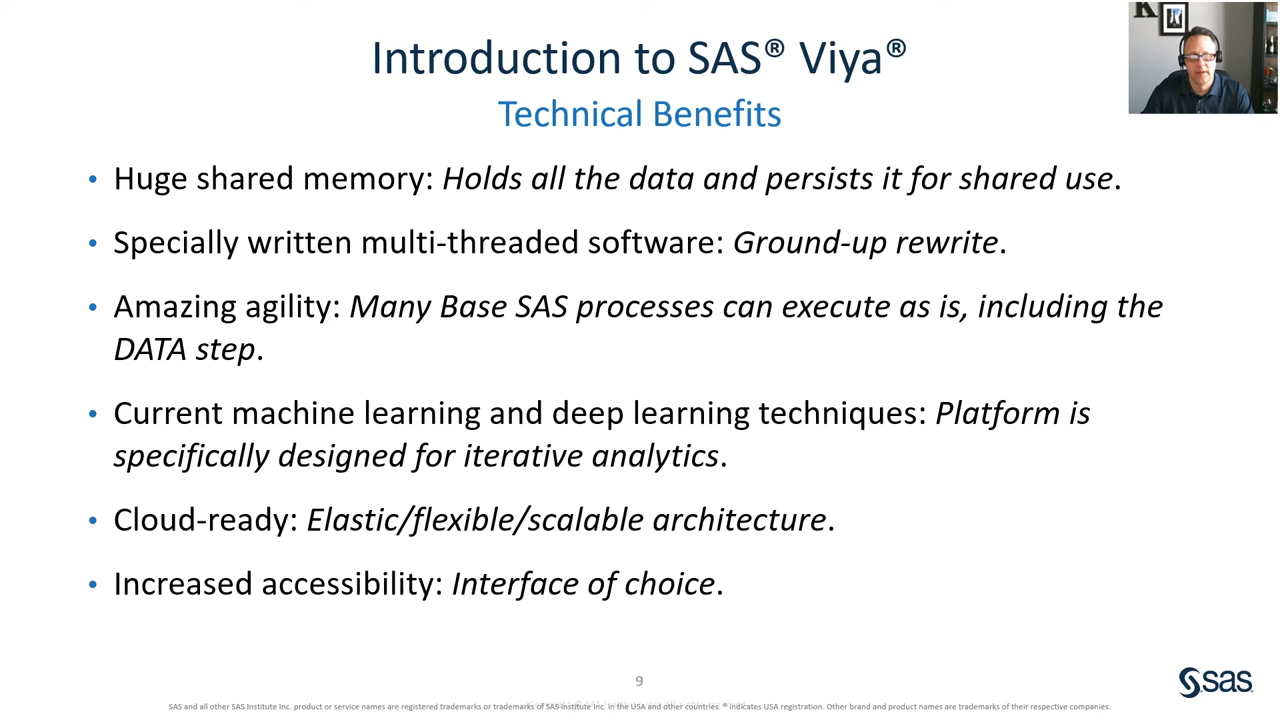 Introduction to SAS® Viya®
Technical Benefits
• Huge shared memory: Holds all the data and persists it for shared use.
• Specially written multi-threaded software: Ground-up rewrite.
• Amazing agility: Many Base SAS processes can execute as is, including the
DATA step.
• Current machine learning and deep learning techniques: Platform is
specifically designed for iterative analytics.
• Cloud-ready: Elastic/flexible/scalable architecture.
• Increased accessibility: Interface of choice.
9
sas
SAS and all other SAS Institute Inc. product or service names are registered trademarks or trademarks of SAS Institute Inc. in the USA and other countries. ® indicates USA registration. Other brand and product names are trademarks of their respective companies.